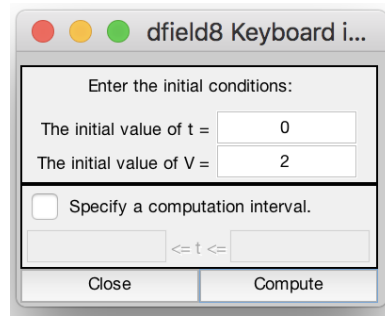 dfield8 Keyboard i...
Enter the initial conditions:
The initial value of t = 0
The initial value of V = 2
Specify a computation interval.
<= t <=
Close Compute